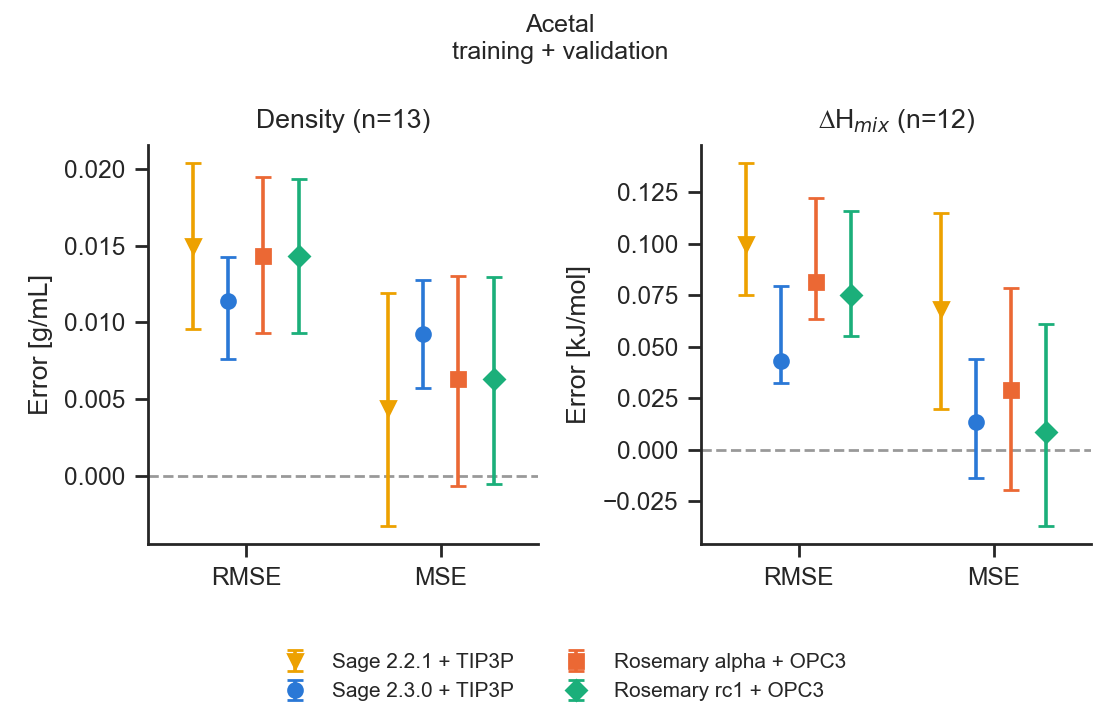 Acetal
training + validation
Density (n=13)
ΔH_mix (n=12)
Error [g/mL]
0.020
0.015
0.010
0.005
0.000
RMSE
MSE
Error [kJ/mol]
0.125
0.100
0.075
0.050
0.025
0.000
−0.025
RMSE
MSE
Sage 2.2.1 + TIP3P
Sage 2.3.0 + TIP3P
Rosemary alpha + OPC3
Rosemary rc1 + OPC3